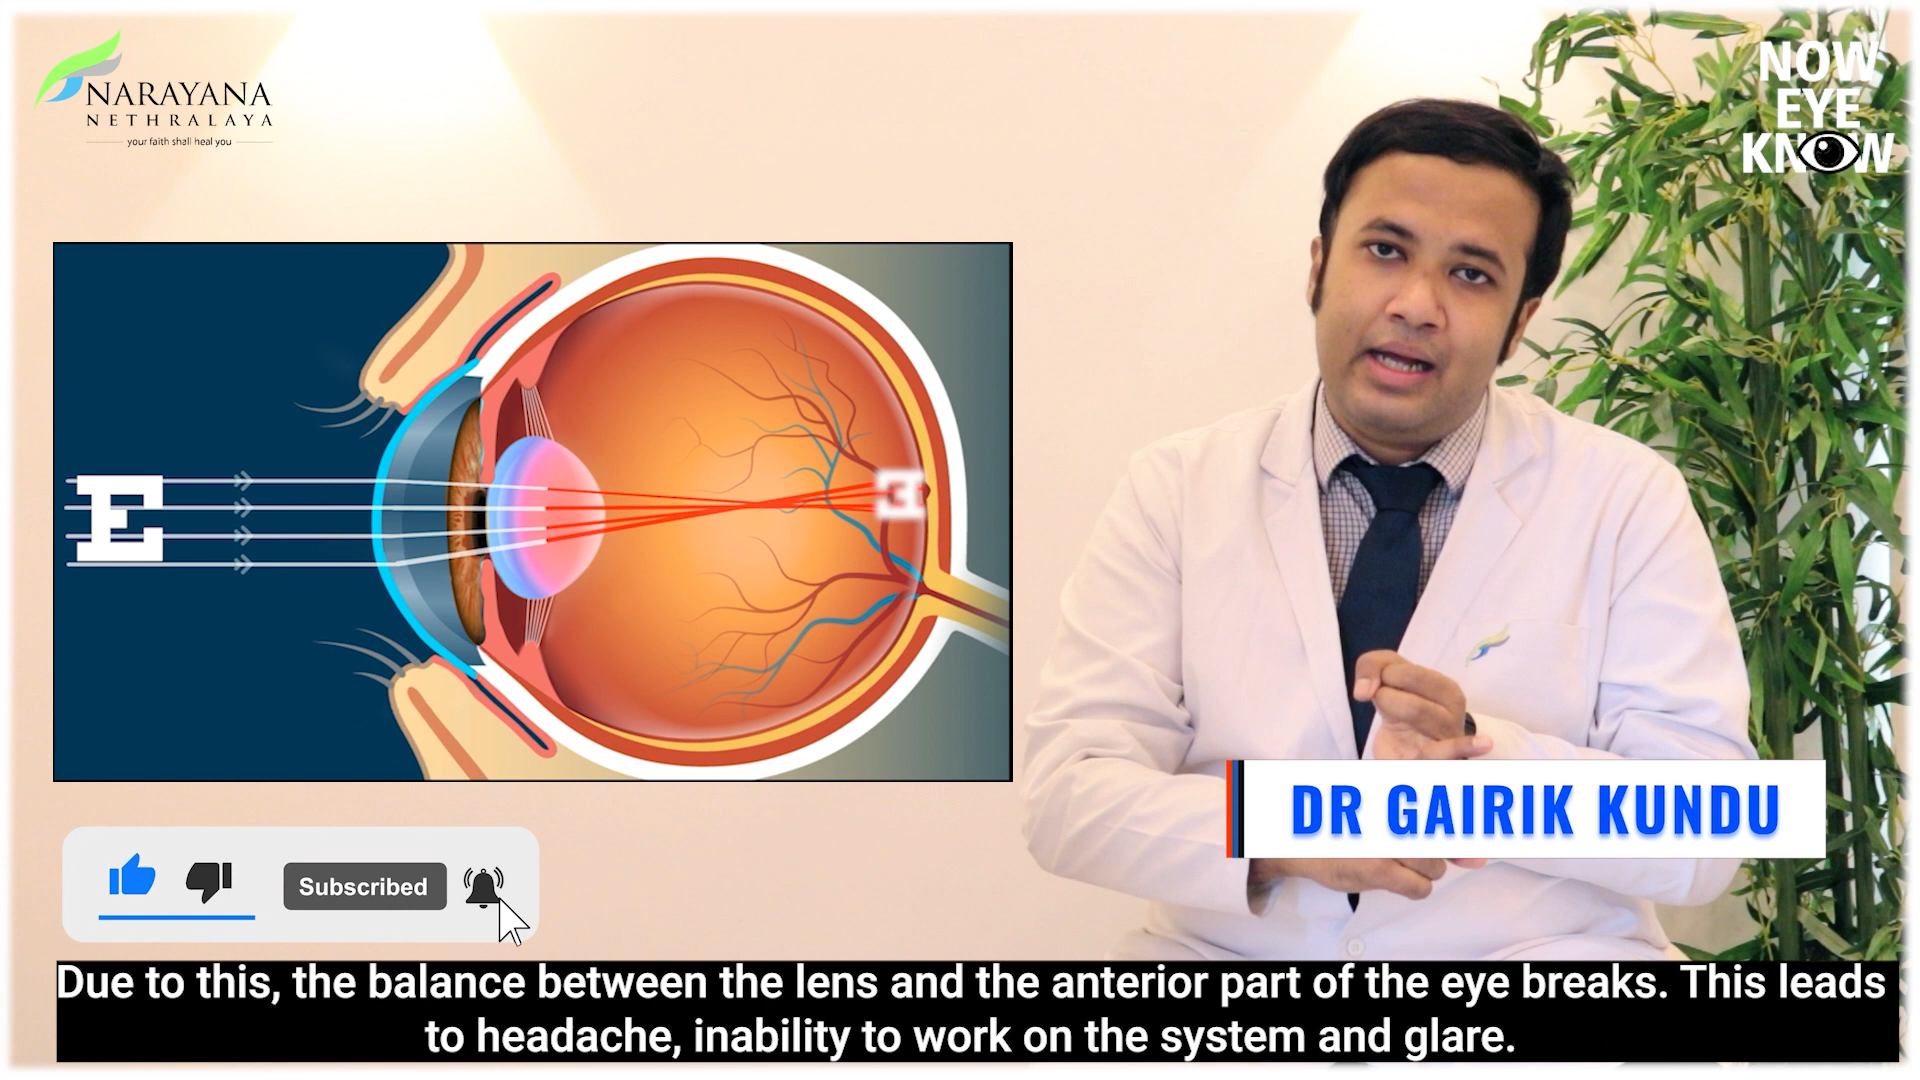 NARAYANA
NETHRALAYA
your faith shall heal you
NOW
EYE
KNOW
E
E
DR GAIRIK KUNDU
Subscribed
Due to this, the balance between the lens and the anterior part of the eye breaks. This leads
to headache, inability to work on the system and glare.